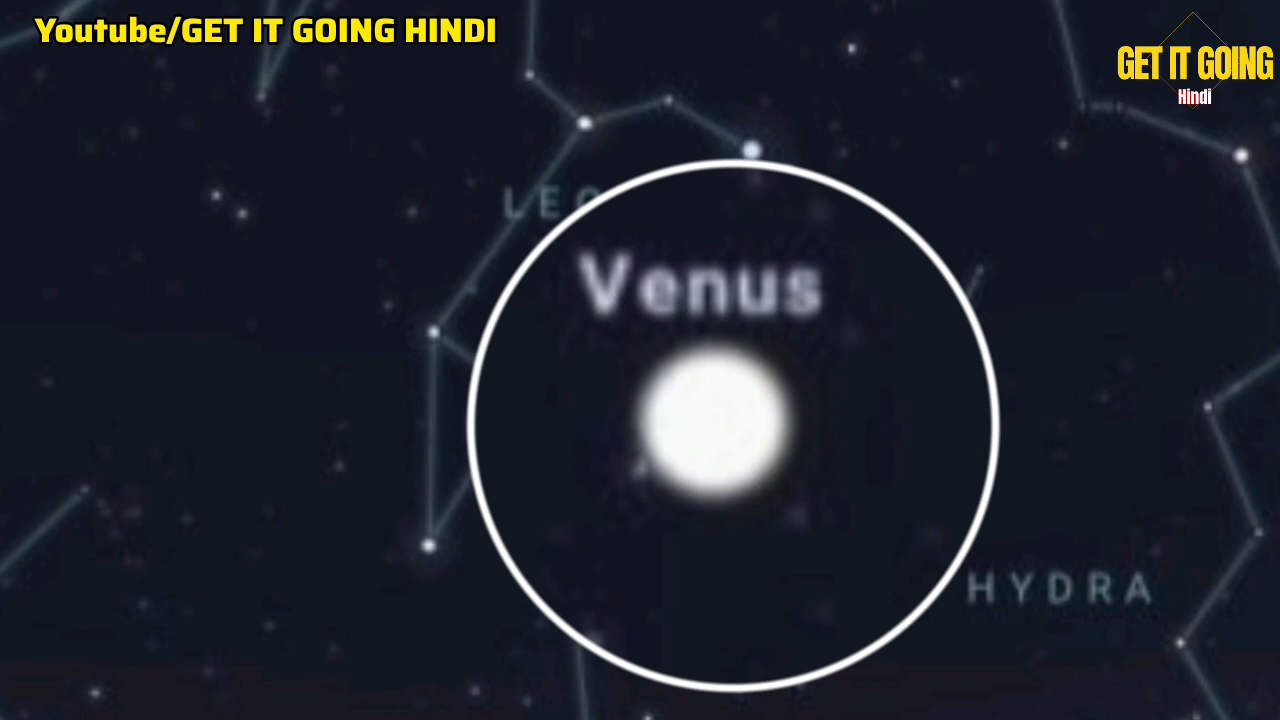 Youtube/GET IT GOING HINDI
GET IT GOING
Hindi
LEO
Venus
HYDRA